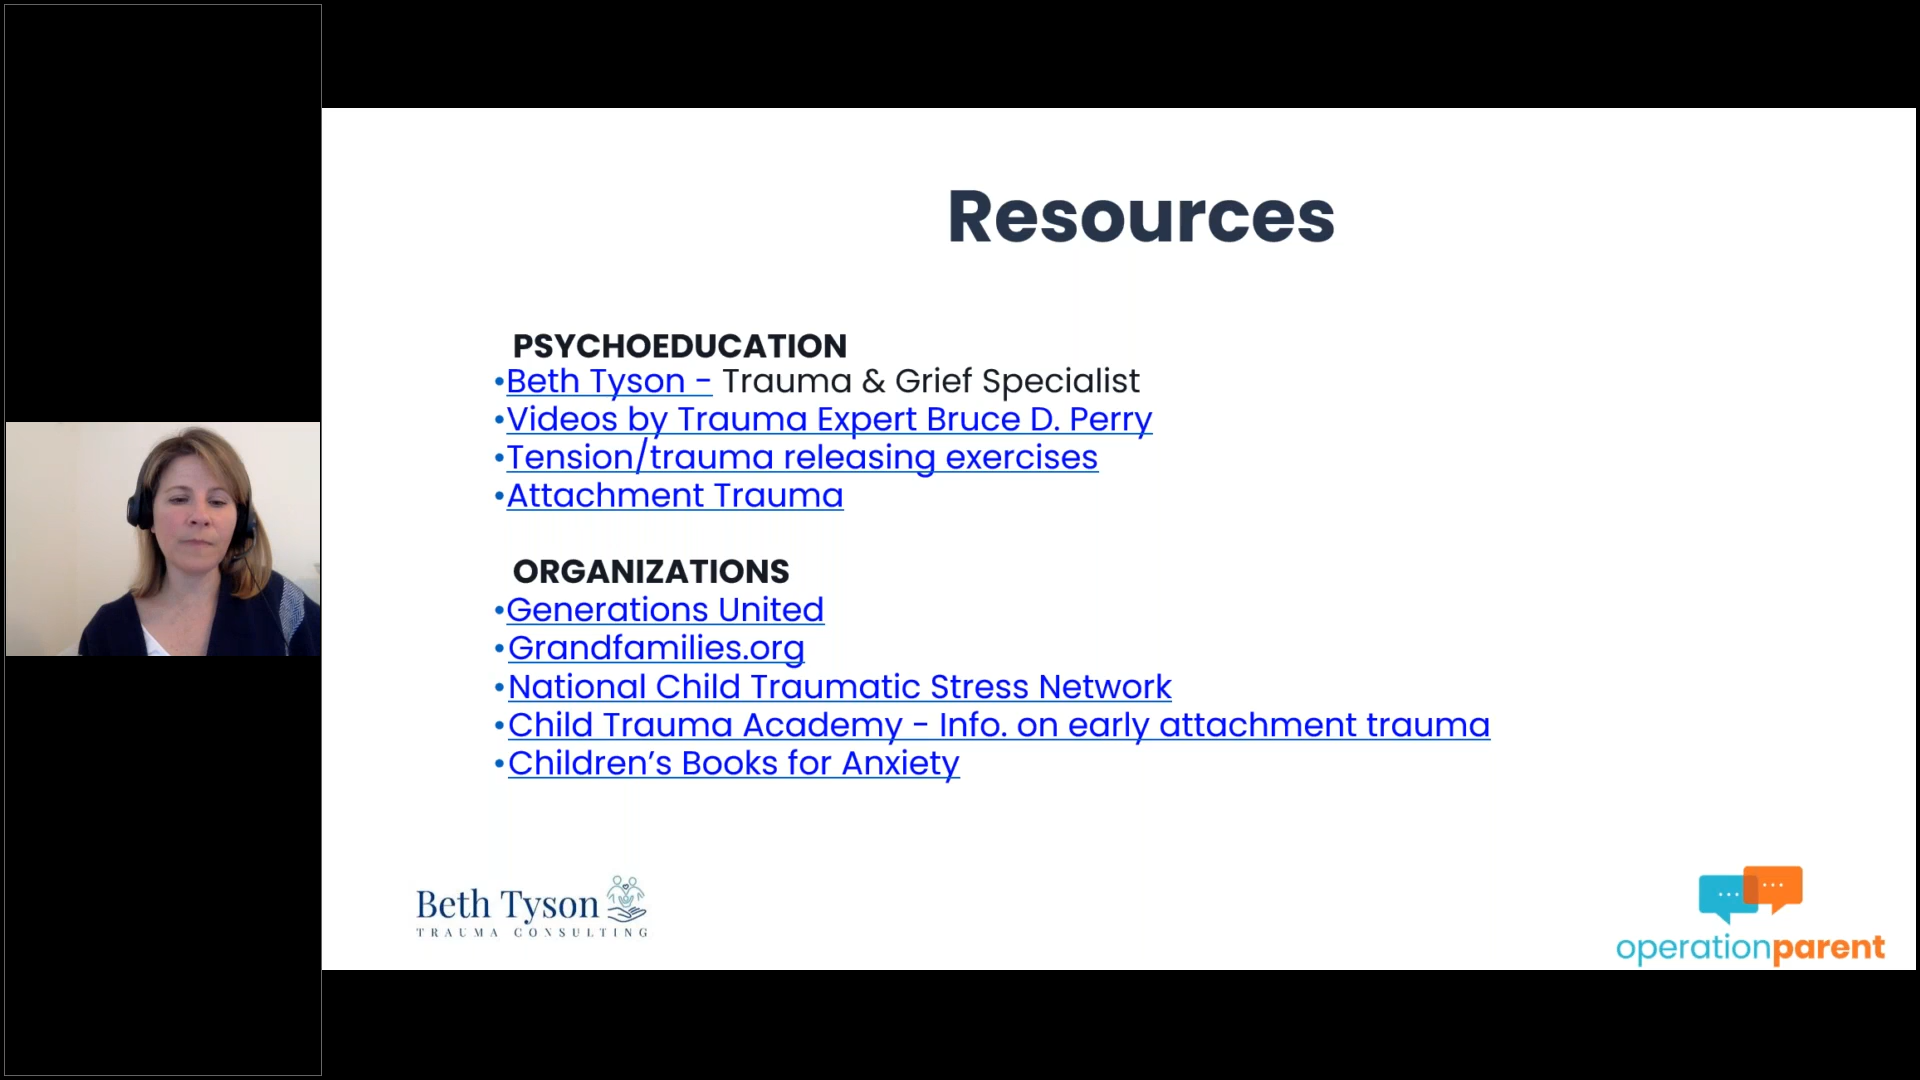 Resources
PSYCHOEDUCATION
•Beth Tyson - Trauma & Grief Specialist
•Videos by Trauma Expert Bruce D. Perry
•Tension/trauma releasing exercises
•Attachment Trauma
ORGANIZATIONS
•Generations United
•Grandfamilies.org
•National Child Traumatic Stress Network
•Child Trauma Academy - Info. on early attachment trauma
•Children’s Books for Anxiety
Beth Tyson
TRAUMA CONSULTING
operationparent